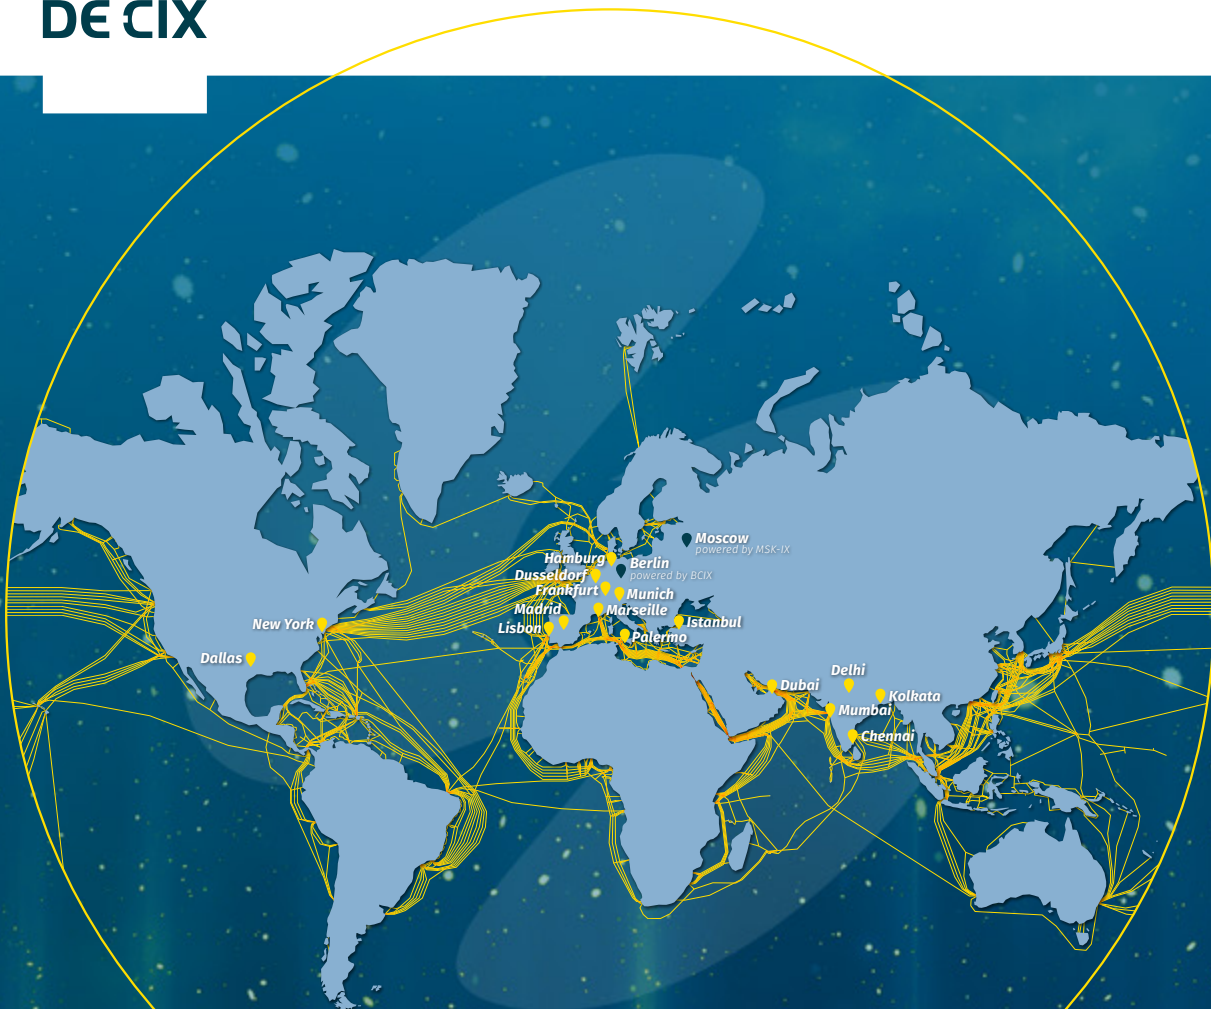 DE CIX
Moscow
powered by MSK-IX
Hamburg
Berlin
powered by BCIX
Dusseldorf
Frankfurt
Munich
Madrid
Marseille
New York
Lisbon
Istanbul
Palermo
Dallas
Delhi
Dubai
Kolkata
Mumbai
Chennai